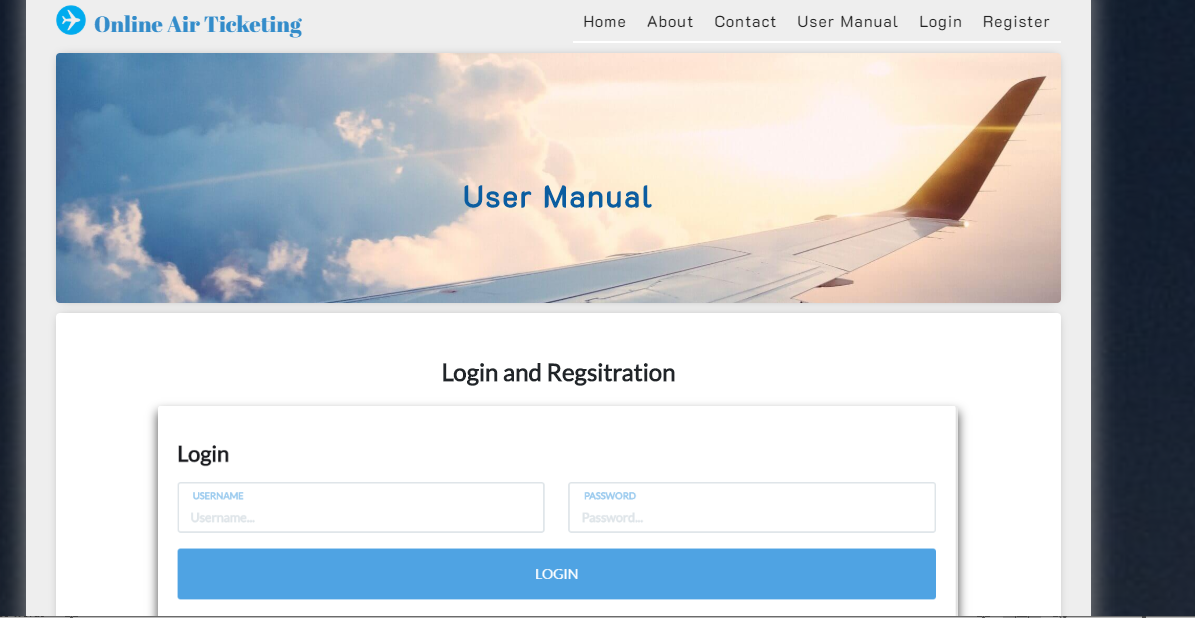 Online Air Ticketing
Home About Contact User Manual Login Register
User Manual
Login and Regsitration
Login
USERNAME PASSWORD
Username... Password...
LOGIN